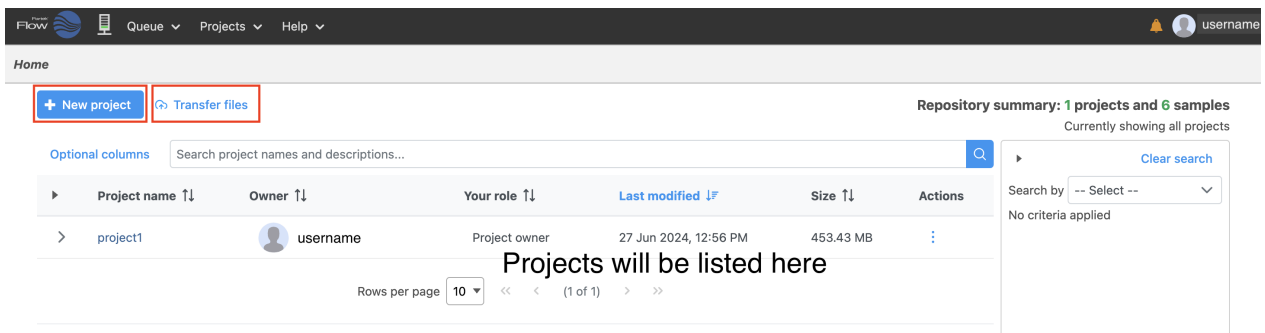 Partek
Flow
Queue Projects Help
username
Home
New project Transfer files
Repository summary: 1 projects and 6 samples
Currently showing all projects
Optional columns Search project names and descriptions...
Clear search
Search by -- Select --
No criteria applied
Project name Owner Your role Last modified Size Actions
project1 username Project owner 27 Jun 2024, 12:56 PM 453.43 MB
Projects will be listed here
Rows per page 10 (1 of 1)